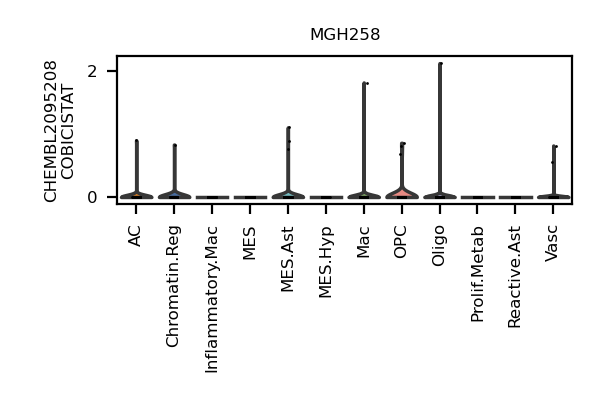 MGH258
CHEMBL2095208
COBICISTAT
2
0
AC
Chromatin.Reg
Inflammatory.Mac
MES
MES.Ast
MES.Hyp
Mac
OPC
Oligo
Prolif.Metab
Reactive.Ast
Vasc